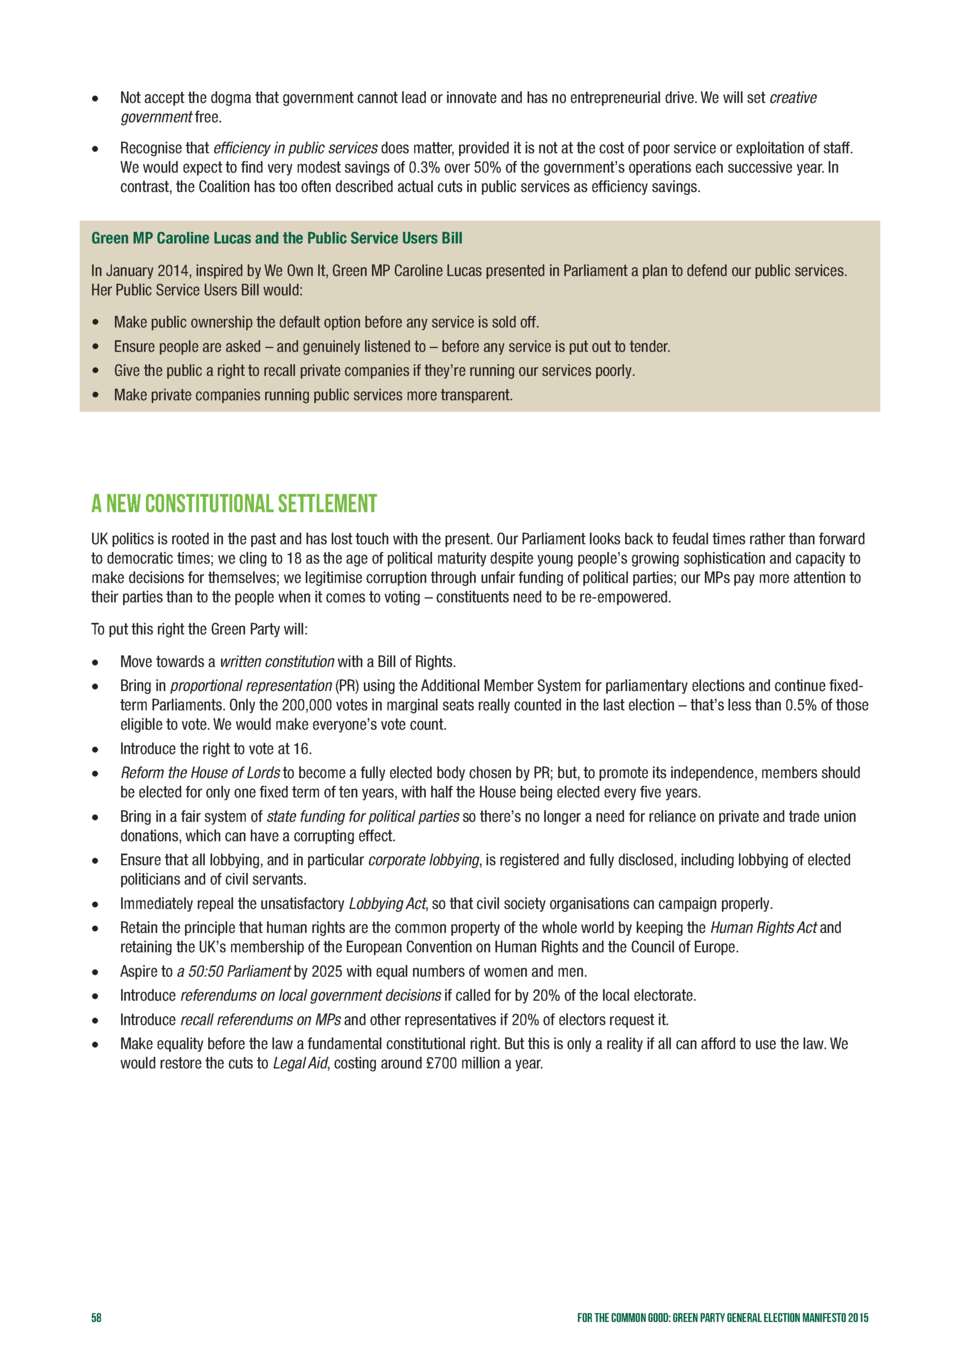 • Not accept the dogma that government cannot lead or innovate and has no entrepreneurial drive. We will set creative
government free.
• Recognise that efficiency in public services does matter, provided it is not at the cost of poor service or exploitation of staff.
We would expect to find very modest savings of 0.3% over 50% of the government's operations each successive year. In
contrast, the Coalition has too often described actual cuts in public services as efficiency savings.
Green MP Caroline Lucas and the Public Service Users Bill
In January 2014, inspired by We Own It, Green MP Caroline Lucas presented in Parliament a plan to defend our public services.
Her Public Service Users Bill would:
• Make public ownership the default option before any service is sold off.
• Ensure people are asked – and genuinely listened to – before any service is put out to tender.
• Give the public a right to recall private companies if they're running our services poorly.
• Make private companies running public services more transparent.
A NEW CONSTITUTIONAL SETTLEMENT
UK politics is rooted in the past and has lost touch with the present. Our Parliament looks back to feudal times rather than forward
to democratic times; we cling to 18 as the age of political maturity despite young people's growing sophistication and capacity to
make decisions for themselves; we legitimise corruption through unfair funding of political parties; our MPs pay more attention to
their parties than to the people when it comes to voting – constituents need to be re-empowered.
To put this right the Green Party will:
• Move towards a written constitution with a Bill of Rights.
• Bring in proportional representation (PR) using the Additional Member System for parliamentary elections and continue fixed-
term Parliaments. Only the 200,000 votes in marginal seats really counted in the last election – that's less than 0.5% of those
eligible to vote. We would make everyone's vote count.
• Introduce the right to vote at 16.
• Reform the House of Lords to become a fully elected body chosen by PR; but, to promote its independence, members should
be elected for only one fixed term of ten years, with half the House being elected every five years.
• Bring in a fair system of state funding for political parties so there's no longer a need for reliance on private and trade union
donations, which can have a corrupting effect.
• Ensure that all lobbying, and in particular corporate lobbying, is registered and fully disclosed, including lobbying of elected
politicians and of civil servants.
• Immediately repeal the unsatisfactory Lobbying Act, so that civil society organisations can campaign properly.
• Retain the principle that human rights are the common property of the whole world by keeping the Human Rights Act and
retaining the UK's membership of the European Convention on Human Rights and the Council of Europe.
• Aspire to a 50:50 Parliament by 2025 with equal numbers of women and men.
• Introduce referendums on local government decisions if called for by 20% of the local electorate.
• Introduce recall referendums on MPs and other representatives if 20% of electors request it.
• Make equality before the law a fundamental constitutional right. But this is only a reality if all can afford to use the law. We
would restore the cuts to Legal Aid, costing around £700 million a year.
58
FOR THE COMMON GOOD: GREEN PARTY GENERAL ELECTION MANIFESTO 2015